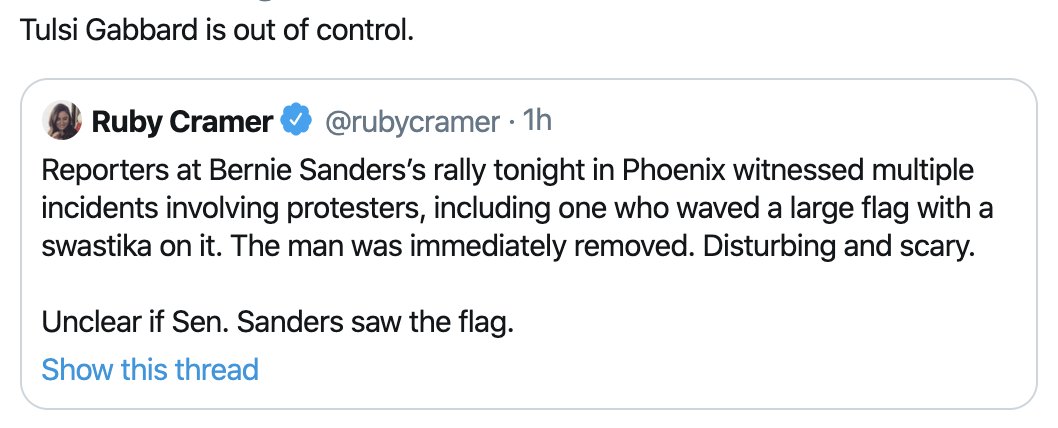 Tulsi Gabbard is out of control.
Ruby Cramer @rubycramer · 1h
Reporters at Bernie Sanders’s rally tonight in Phoenix witnessed multiple
incidents involving protesters, including one who waved a large flag with a
swastika on it. The man was immediately removed. Disturbing and scary.
Unclear if Sen. Sanders saw the flag.
Show this thread